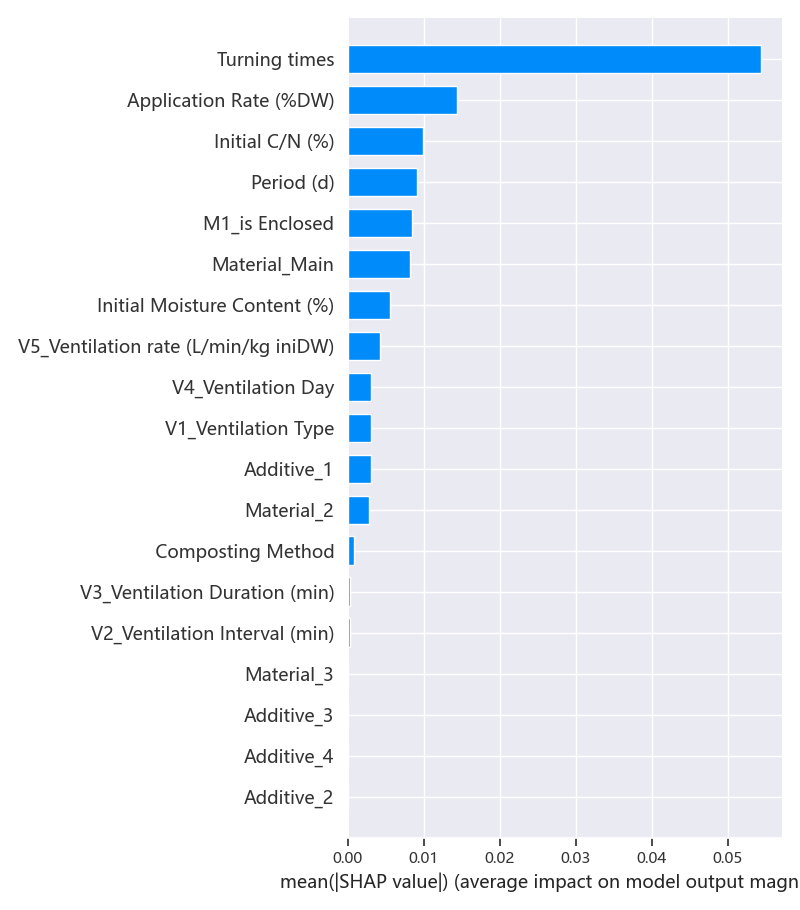 Turning times
Application Rate (%DW)
Initial C/N (%)
Period (d)
M1_is Enclosed
Material_Main
Initial Moisture Content (%)
V5_Ventilation rate (L/min/kg iniDW)
V4_Ventilation Day
V1_Ventilation Type
Additive_1
Material_2
Composting Method
V3_Ventilation Duration (min)
V2_Ventilation Interval (min)
Material_3
Additive_3
Additive_4
Additive_2
0.00 0.01 0.02 0.03 0.04 0.05
mean(|SHAP value|) (average impact on model output magn